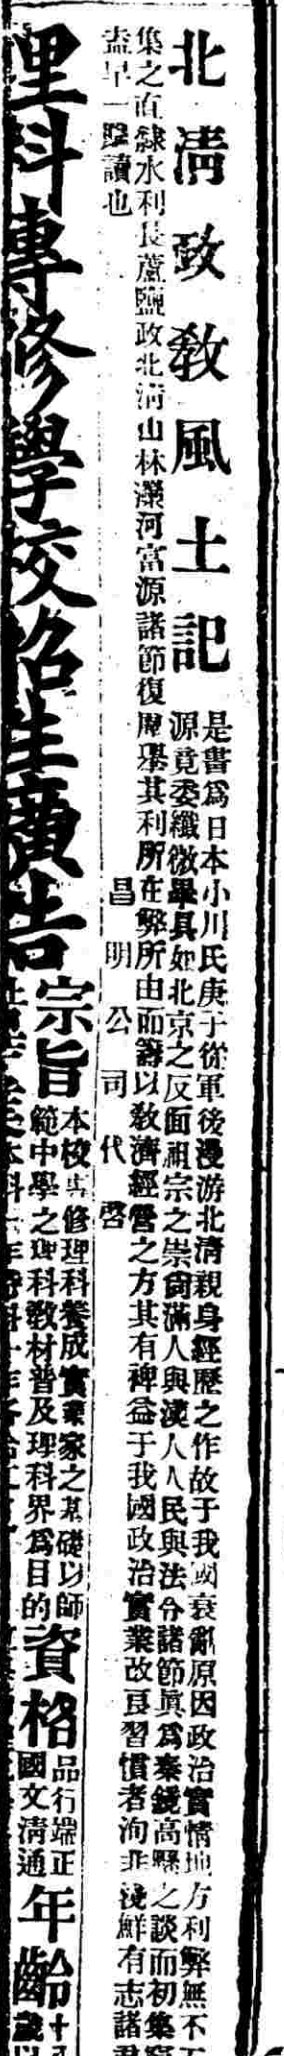 北清政教風土記
是書爲日本小川氏庚子從軍後漫游北清親身經歷之作故于我國衰亂原因政治實情地方利弊無不
源竟委纖微畢具如北京之反面祖宗之崇尙滿人與漢人人民與法令諸節眞爲秦鏡高懸之談而初集
集之直隸水利長蘆鹽政北清山林灤河富源諸節復歷擧其利所在弊所由而籌以救濟經營之方其有裨益于我國政治實業改良習慣者洵非淺鮮有志諸君
盍早一讀也
昌明公司代啓
理科專修學校招生廣告
宗旨
本校專修理科養成實業家之基礎以師
範中學之理科敎材普及理科界爲目的
資格
品行端正
國文清通
年齡